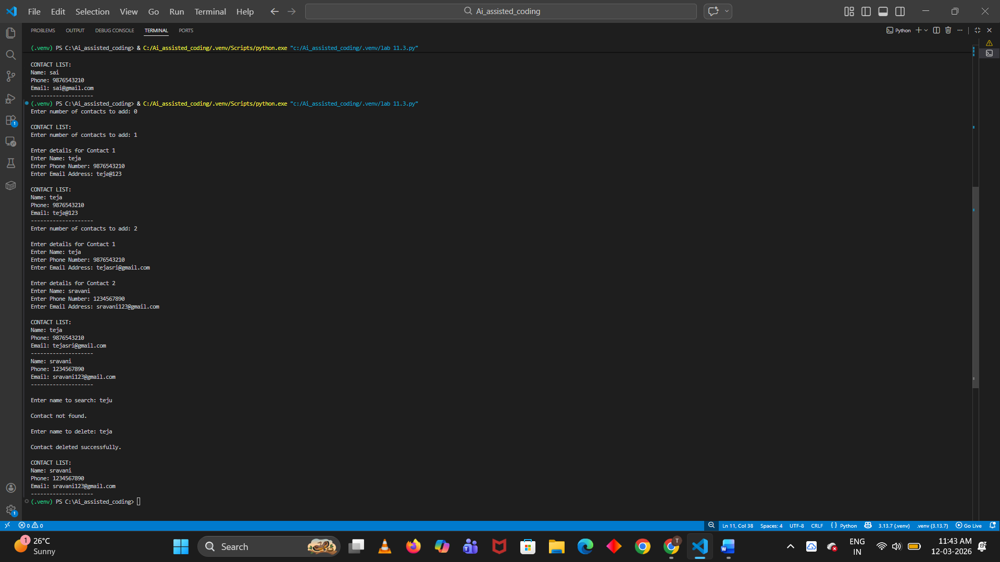 File Edit Selection View Go Run Terminal Help
Ai_assisted_coding
PROBLEMS OUTPUT DEBUG CONSOLE TERMINAL PORTS
Python
(.venv) PS C:\Ai_assisted_coding> & C:/Ai_assisted_coding/.venv/Scripts/python.exe "c:/Ai_assisted_coding/.venv/lab 11.3.py"
CONTACT LIST:
Name: sai
Phone: 9876543210
Email: sai@gmail.com
--------------------
(.venv) PS C:\Ai_assisted_coding> & C:/Ai_assisted_coding/.venv/Scripts/python.exe "c:/Ai_assisted_coding/.venv/lab 11.3.py"
Enter number of contacts to add: 0
CONTACT LIST:
Enter number of contacts to add: 1
Enter details for Contact 1
Enter Name: teja
Enter Phone Number: 9876543210
Enter Email Address: teja@123
CONTACT LIST:
Name: teja
Phone: 9876543210
Email: teja@123
--------------------
Enter number of contacts to add: 2
Enter details for Contact 1
Enter Name: teja
Enter Phone Number: 9876543210
Enter Email Address: tejasri@gmail.com
Enter details for Contact 2
Enter Name: sravani
Enter Phone Number: 1234567890
Enter Email Address: sravani123@gmail.com
CONTACT LIST:
Name: teja
Phone: 9876543210
Email: tejasri@gmail.com
--------------------
Name: sravani
Phone: 1234567890
Email: sravani123@gmail.com
--------------------
Enter name to search: teju
Contact not found.
Enter name to delete: teja
Contact deleted successfully.
CONTACT LIST:
Name: sravani
Phone: 1234567890
Email: sravani123@gmail.com
--------------------
(.venv) PS C:\Ai_assisted_coding>
1
1
0 0
Ln 11, Col 38 Spaces: 4 UTF-8 CRLF {} Python 3.13.7 (.venv) .venv (3.13.7) Go Live
1
26°C
Sunny
Search
T
ENG
IN
11:43 AM
12-03-2026